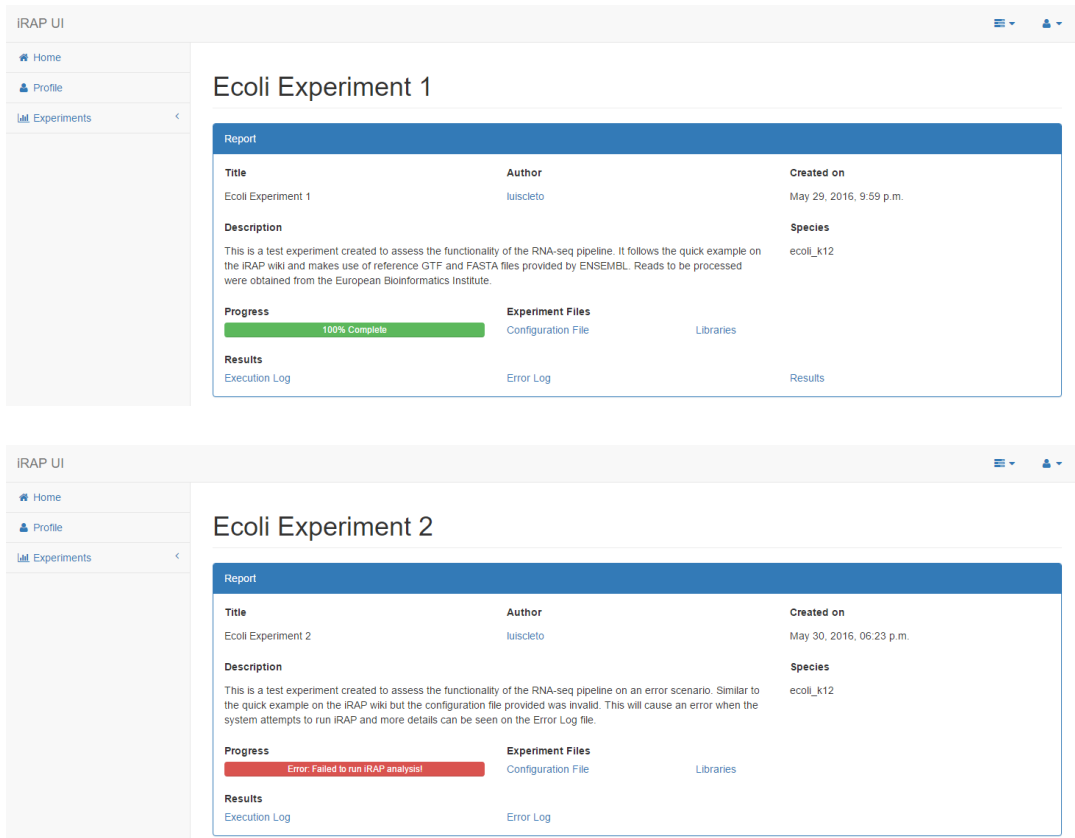 iRAP UI
Home
Profile
Experiments
Ecoli Experiment 1
Report
Title Author Created on
Ecoli Experiment 1 luiscleto May 29, 2016, 9:59 p.m.
Description Species
This is a test experiment created to assess the functionality of the RNA-seq pipeline. It follows the quick example on ecoli_k12
the iRAP wiki and makes use of reference GTF and FASTA files provided by ENSEMBL. Reads to be processed
were obtained from the European Bioinformatics Institute.
Progress Experiment Files
100% Complete Configuration File Libraries
Results
Execution Log Error Log Results
iRAP UI
Home
Profile
Experiments
Ecoli Experiment 2
Report
Title Author Created on
Ecoli Experiment 2 luiscleto May 30, 2016, 06:23 p.m.
Description Species
This is a test experiment created to assess the functionality of the RNA-seq pipeline on an error scenario. Similar to ecoli_k12
the quick example on the iRAP wiki but the configuration file provided was invalid. This will cause an error when the
system attempts to run iRAP and more details can be seen on the Error Log file.
Progress Experiment Files
Error: Failed to run iRAP analysis! Configuration File Libraries
Results
Execution Log Error Log